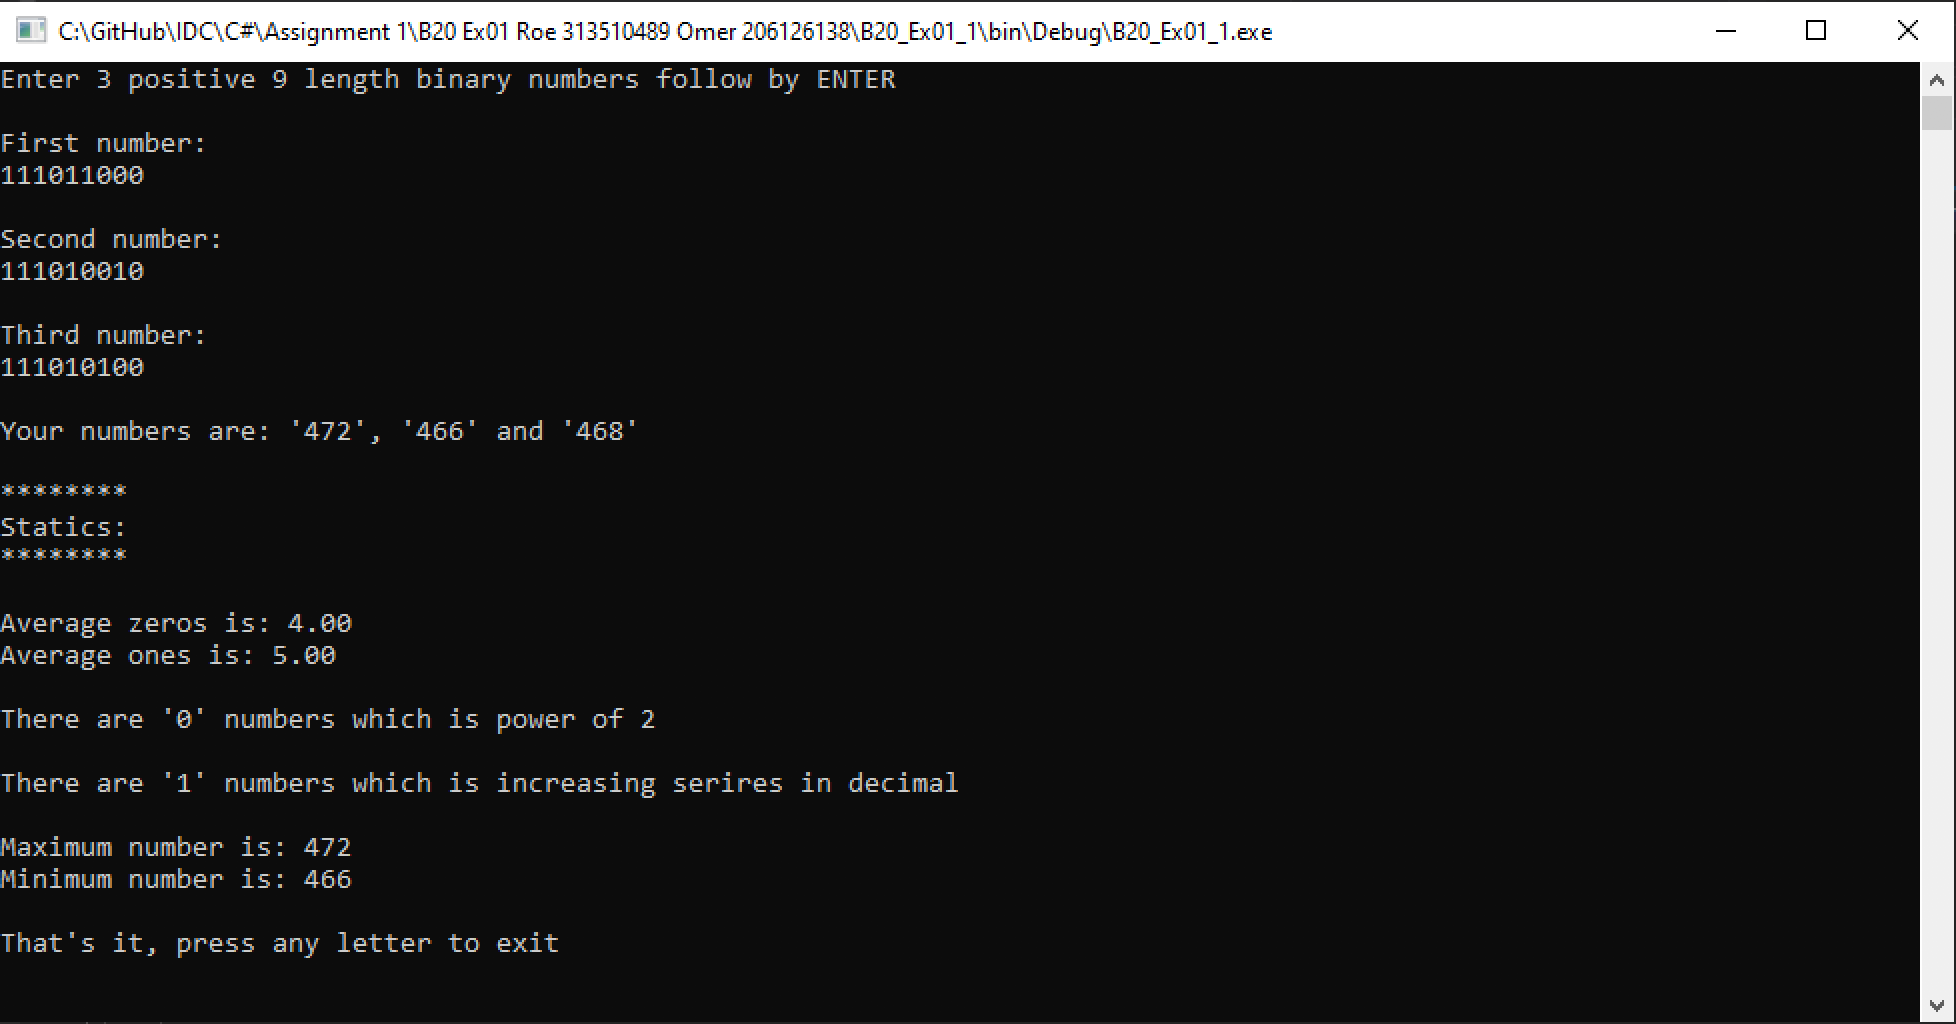 C:\GitHub\IDC\C#\Assignment 1\B20 Ex01 Roe 313510489 Omer 206126138\B20_Ex01_1\bin\Debug\B20_Ex01_1.exe
Enter 3 positive 9 length binary numbers follow by ENTER
First number:
111011000
Second number:
111010010
Third number:
111010100
Your numbers are: '472', '466' and '468'
********
Statics:
********
Average zeros is: 4.00
Average ones is: 5.00
There are '0' numbers which is power of 2
There are '1' numbers which is increasing serires in decimal
Maximum number is: 472
Minimum number is: 466
That's it, press any letter to exit